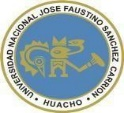 UNIVERSIDAD NACIONAL JOSE FAUSTINO SANCHEZ CARRION
• HUACHO •